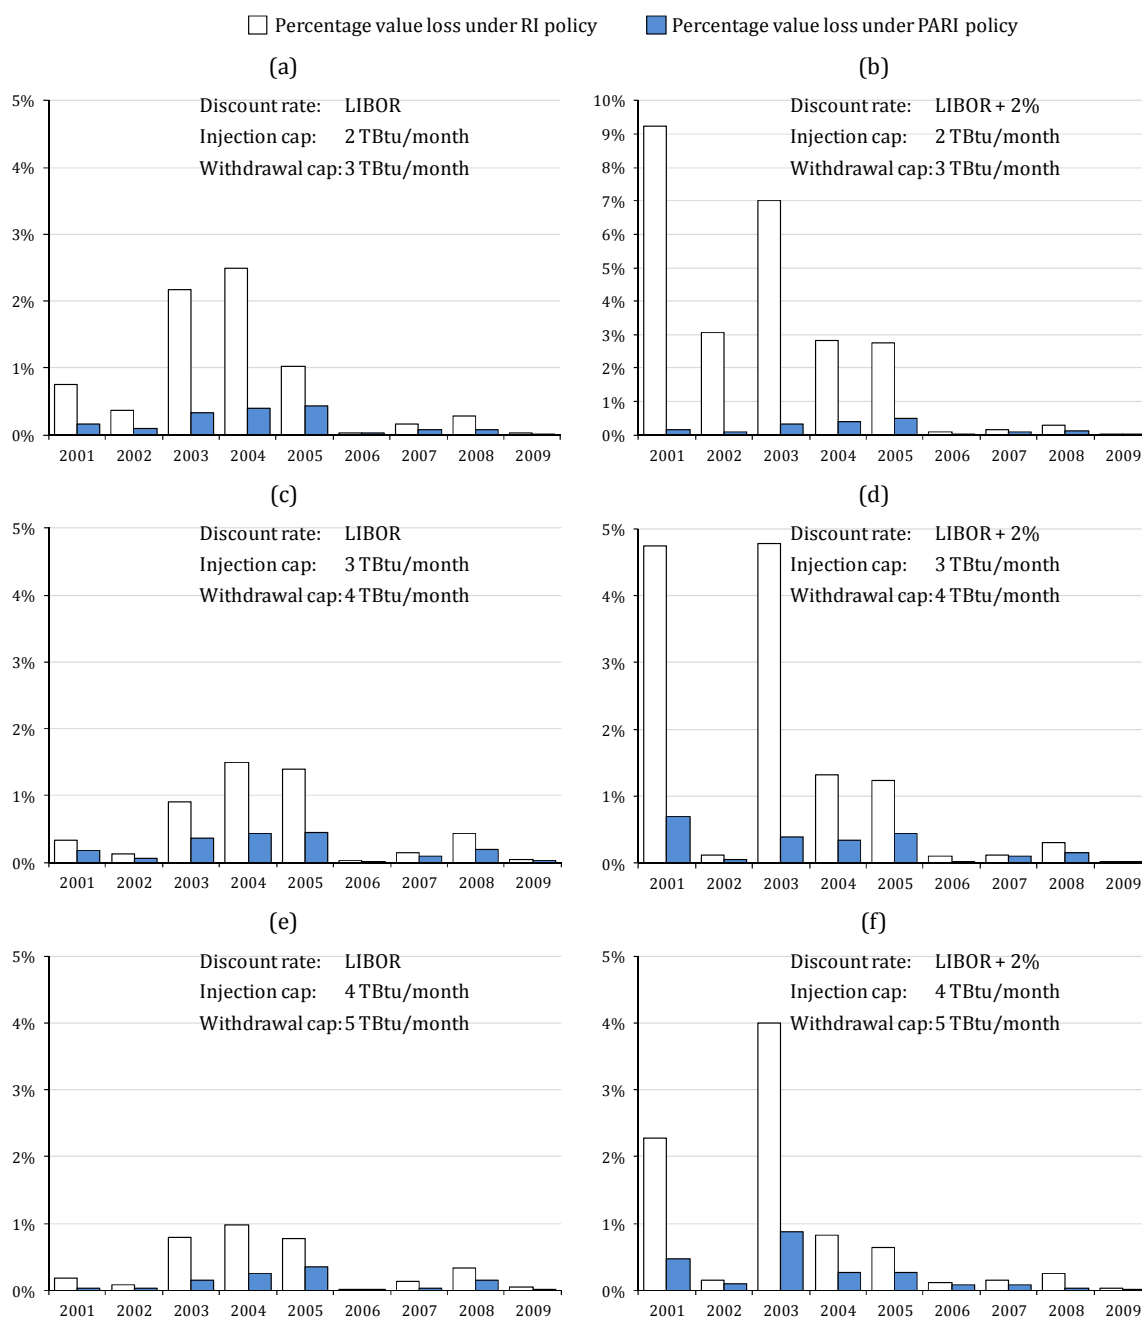 Percentage value loss under RI policy Percentage value loss under PARI policy
(a)
Discount rate: LIBOR
Injection cap: 2 TBtu/month
Withdrawal cap: 3 TBtu/month
5%
4%
3%
2%
1%
0%
2001 2002 2003 2004 2005 2006 2007 2008 2009
(b)
Discount rate: LIBOR + 2%
Injection cap: 2 TBtu/month
Withdrawal cap: 3 TBtu/month
10%
9%
8%
7%
6%
5%
4%
3%
2%
1%
0%
2001 2002 2003 2004 2005 2006 2007 2008 2009
(c)
Discount rate: LIBOR
Injection cap: 3 TBtu/month
Withdrawal cap: 4 TBtu/month
5%
4%
3%
2%
1%
0%
2001 2002 2003 2004 2005 2006 2007 2008 2009
(d)
Discount rate: LIBOR + 2%
Injection cap: 3 TBtu/month
Withdrawal cap: 4 TBtu/month
5%
4%
3%
2%
1%
0%
2001 2002 2003 2004 2005 2006 2007 2008 2009
(e)
Discount rate: LIBOR
Injection cap: 4 TBtu/month
Withdrawal cap: 5 TBtu/month
5%
4%
3%
2%
1%
0%
2001 2002 2003 2004 2005 2006 2007 2008 2009
(f)
Discount rate: LIBOR + 2%
Injection cap: 4 TBtu/month
Withdrawal cap: 5 TBtu/month
5%
4%
3%
2%
1%
0%
2001 2002 2003 2004 2005 2006 2007 2008 2009